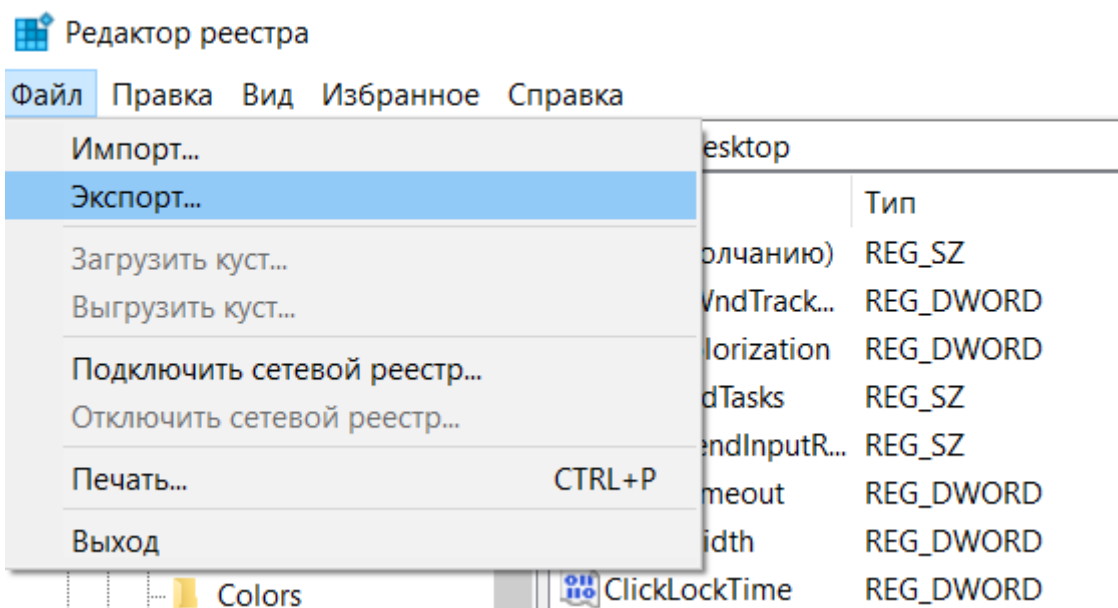 Редактор реестра
Файл Правка Вид Избранное Справка
Импорт... esktop
Экспорт...
Тип
Загрузить куст... олчанию) REG_SZ
Выгрузить куст... WndTrack... REG_DWORD
lorization REG_DWORD
Подключить сетевой реестр...
dTasks REG_SZ
Отключить сетевой реестр...
endInputR... REG_SZ
Печать... CTRL+P meout REG_DWORD
Выход idth REG_DWORD
Colors ClickLockTime REG_DWORD